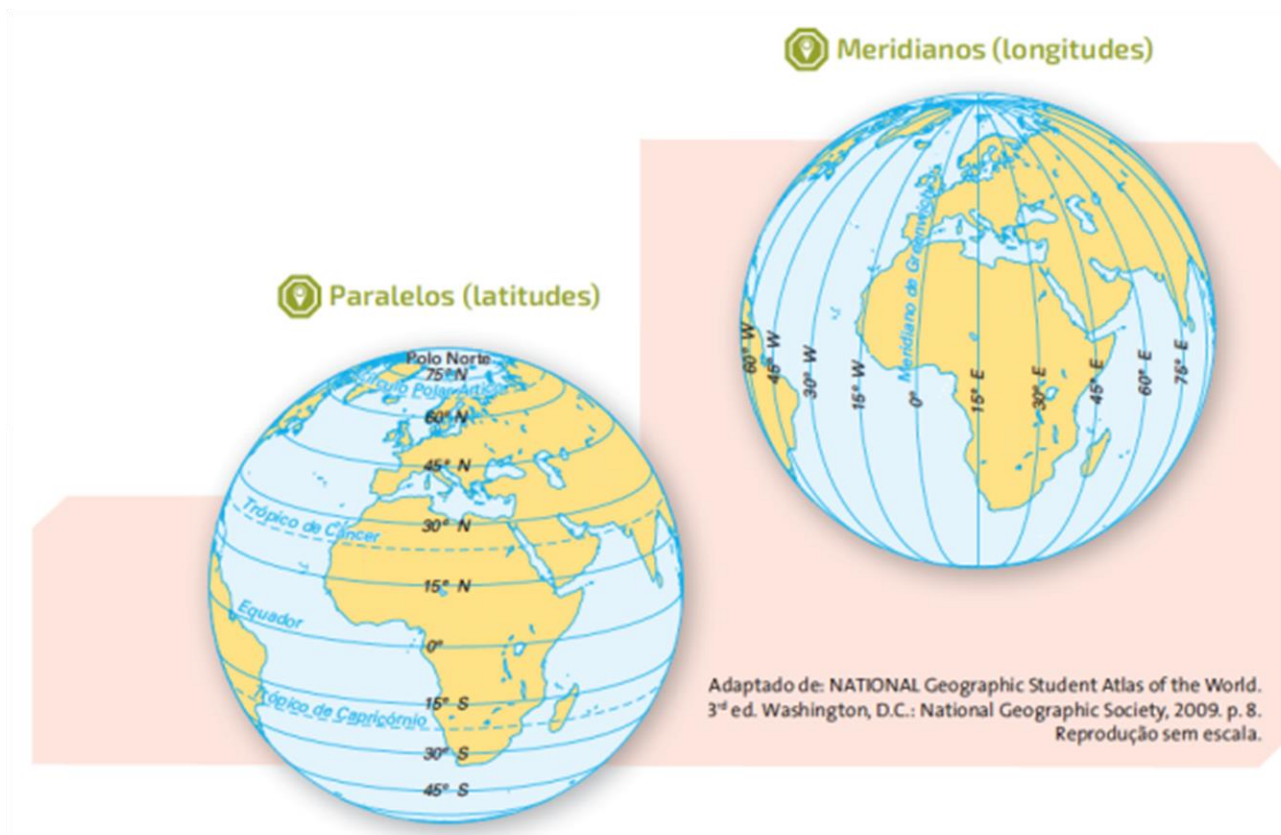 Meridianos (longitudes)
Meridiano de Greenwich
60° W
45° W
30° W
15° W
0°
15° E
30° E
45° E
60° E
75° E
Paralelos (latitudes)
Polo Norte
75° N
Círculo Polar Ártico
60° N
45° N
30° N
Trópico de Câncer
15° N
Equador
0°
15° S
Trópico de Capricórnio
30° S
45° S
Adaptado de: NATIONAL Geographic Student Atlas of the World.
3rd ed. Washington, D.C.: National Geographic Society, 2009. p. 8.
Reprodução sem escala.